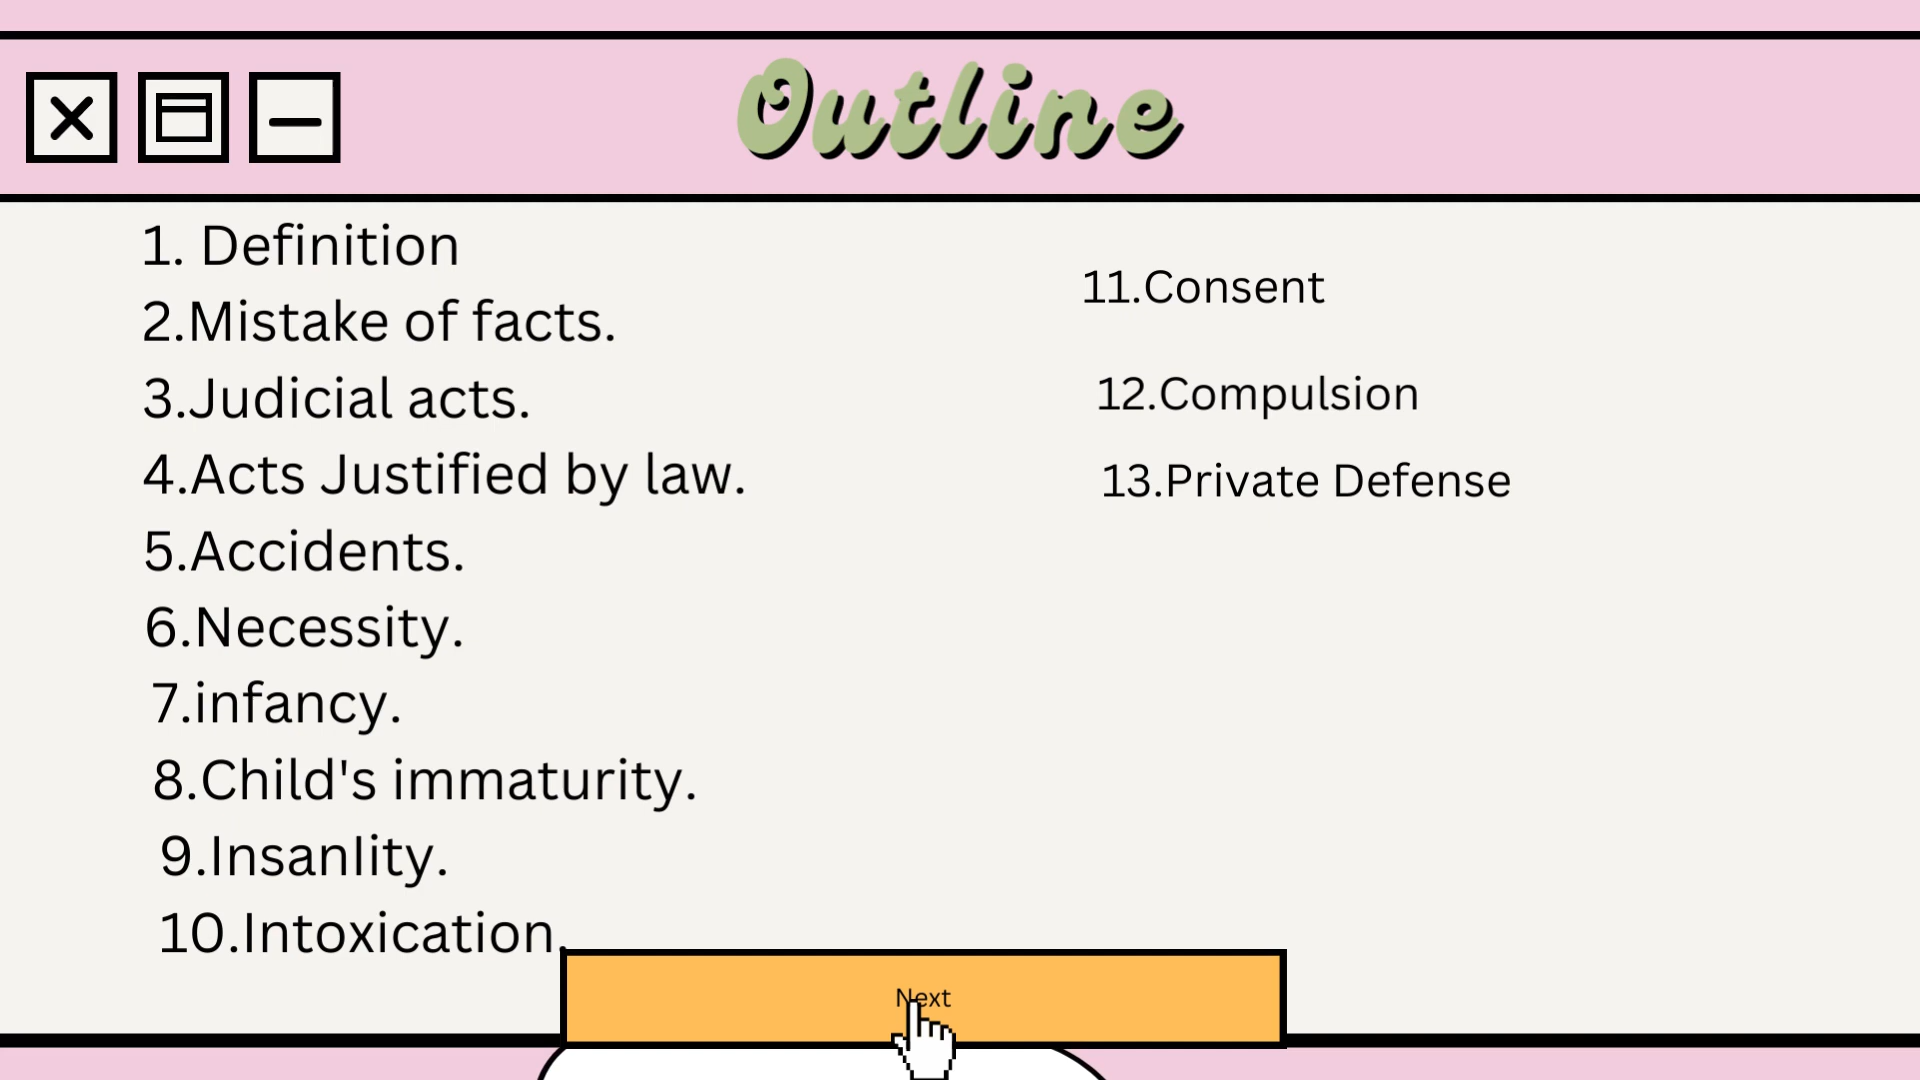 Outline
1. Definition
2.Mistake of facts.
3.Judicial acts.
4.Acts Justified by law.
5.Accidents.
6.Necessity.
7.infancy.
8.Child's immaturity.
9.InsanIity.
10.Intoxication.
11.Consent
12.Compulsion
13.Private Defense
Next